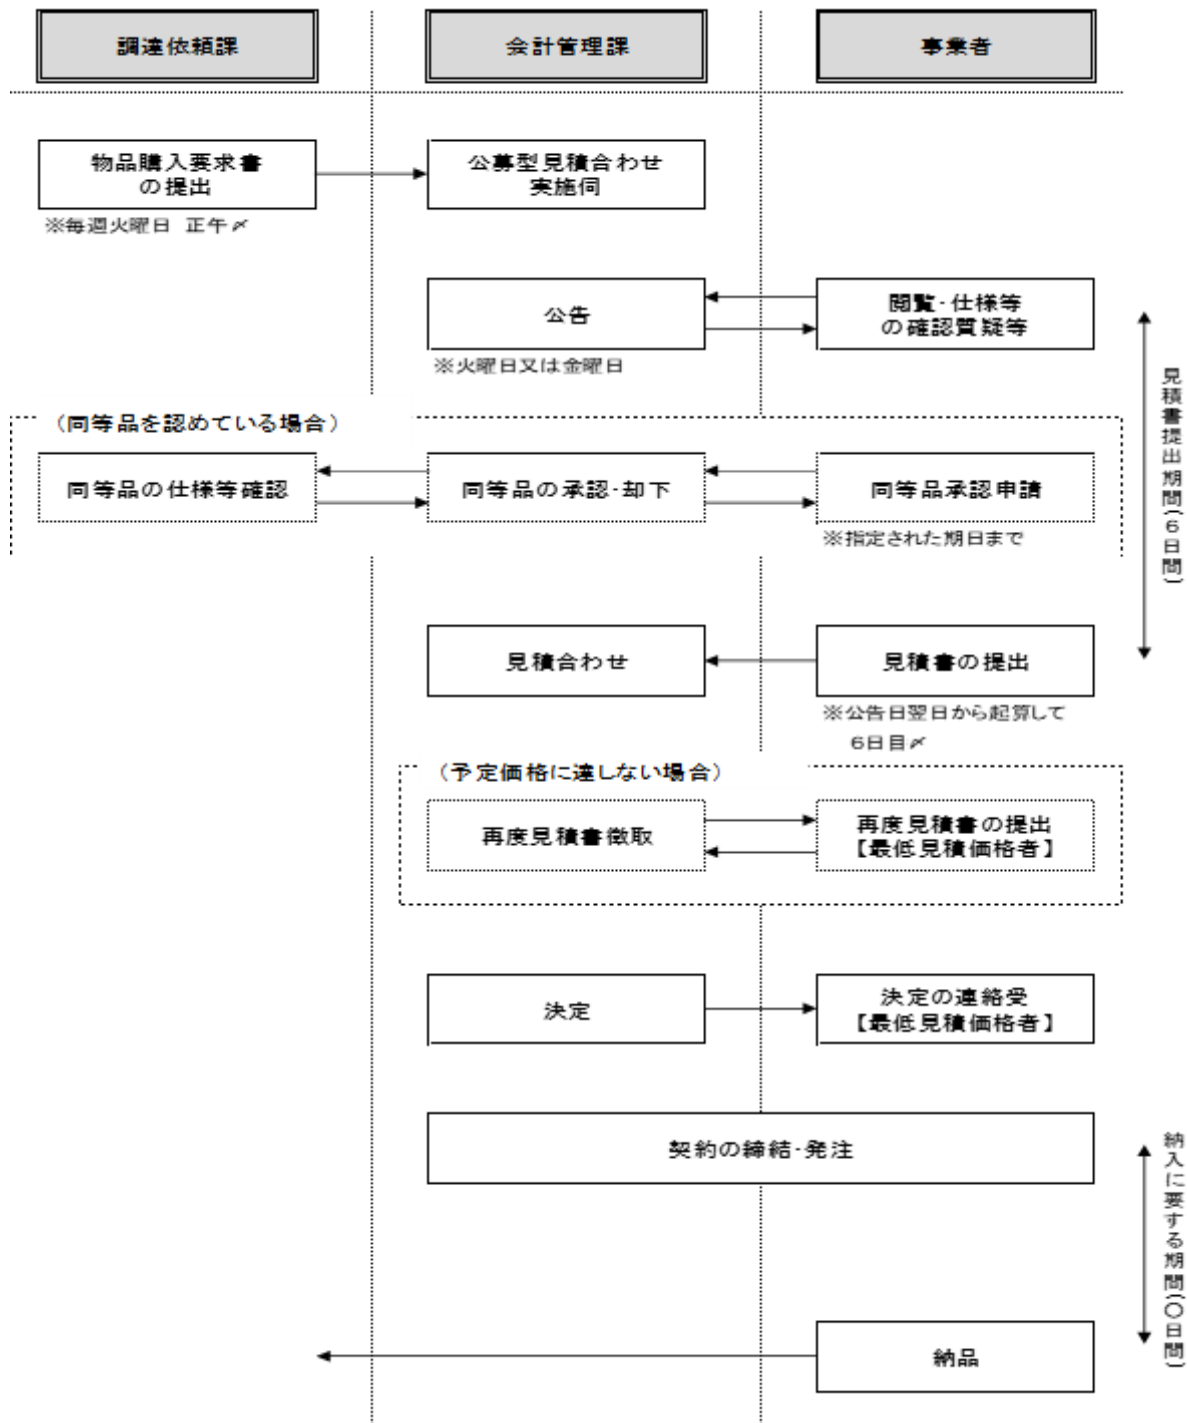 調達依頼課
会計管理課
事業者
物品購入要求書
の提出
公募型見積合わせ
実施伺
※毎週火曜日 正午〆
公告
閲覧・仕様等
の確認質疑等
※火曜日又は金曜日
見積書提出期間(6日間)
(同等品を認めている場合)
同等品の仕様等確認
同等品の承認・却下
同等品承認申請
※指定された期日まで
見積合わせ
見積書の提出
※公告日翌日から起算して
6日目〆
(予定価格に達しない場合)
再度見積書徴取
再度見積書の提出
【最低見積価格者】
決定
決定の連絡受
【最低見積価格者】
契約の締結・発注
納入に要する期間(〇日間)
納品